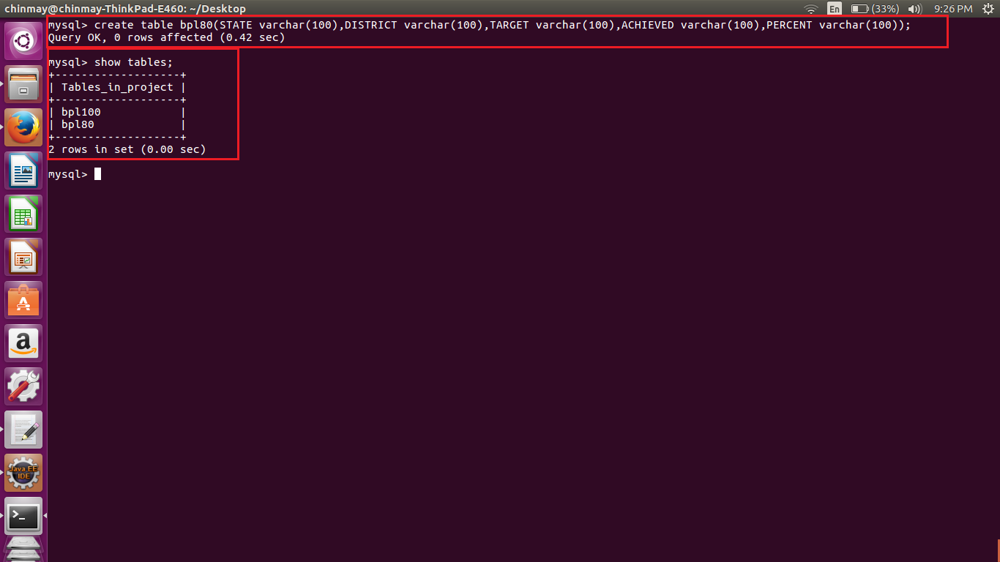 chinmay@chinmay-ThinkPad-E460: ~/Desktop
En (33%) 9:26 PM
mysql> create table bpl80(STATE varchar(100),DISTRICT varchar(100),TARGET varchar(100),ACHIEVED varchar(100),PERCENT varchar(100));
Query OK, 0 rows affected (0.42 sec)
mysql> show tables;
+-------------------+
| Tables_in_project |
+-------------------+
| bpl100            |
| bpl80             |
+-------------------+
2 rows in set (0.00 sec)
mysql>
A
a
Java EE
IDE
>_